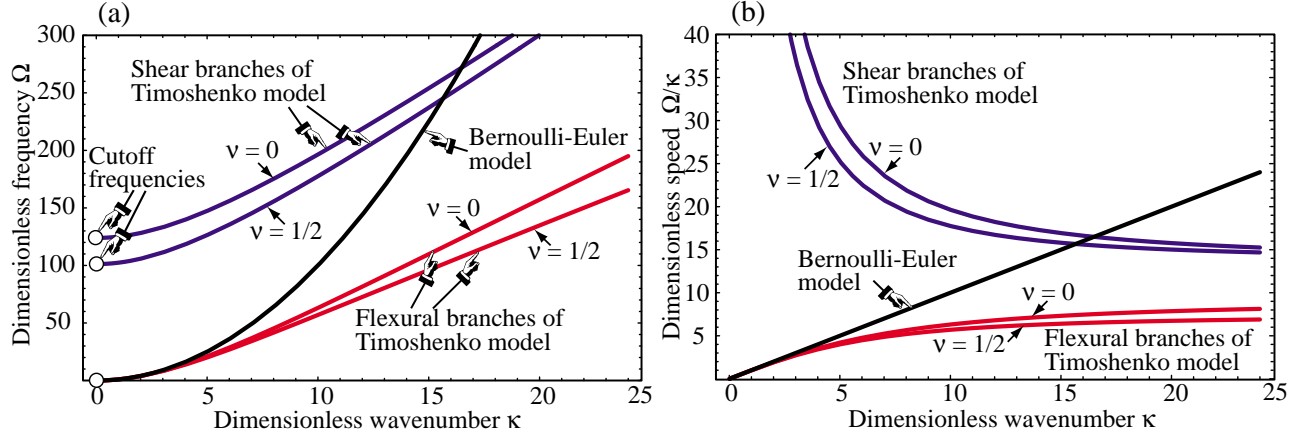 (a)
300
250
200
150
100
50
0
5
10
15
20
25
Dimensionless frequency Ω
Dimensionless wavenumber κ
Shear branches of
Timoshenko model
ν = 0
Cutoff
frequencies
ν = 1/2
Bernoulli-Euler
model
ν = 0
ν = 1/2
Flexural branches of
Timoshenko model
(b)
40
35
30
25
20
15
10
5
0
0
5
10
15
20
25
Dimensionless speed Ω/κ
Dimensionless wavenumber κ
Shear branches of
Timoshenko model
ν = 0
ν = 1/2
Bernoulli-Euler
model
ν = 0
ν = 1/2
Flexural branches of
Timoshenko model